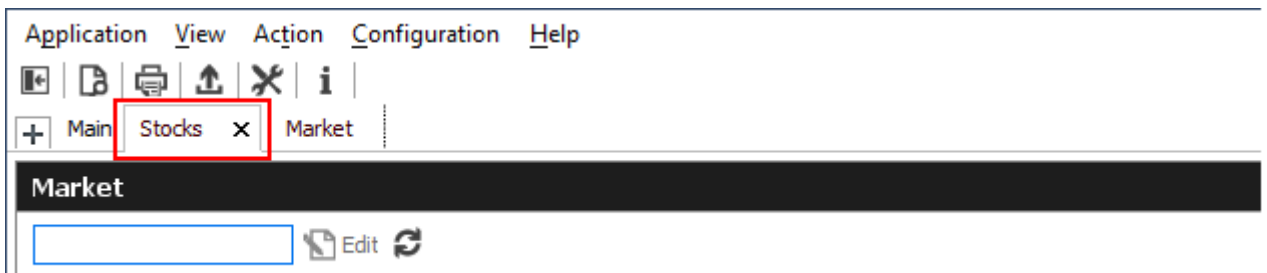 Application View Action Configuration Help
Main Stocks Market
Market
Edit